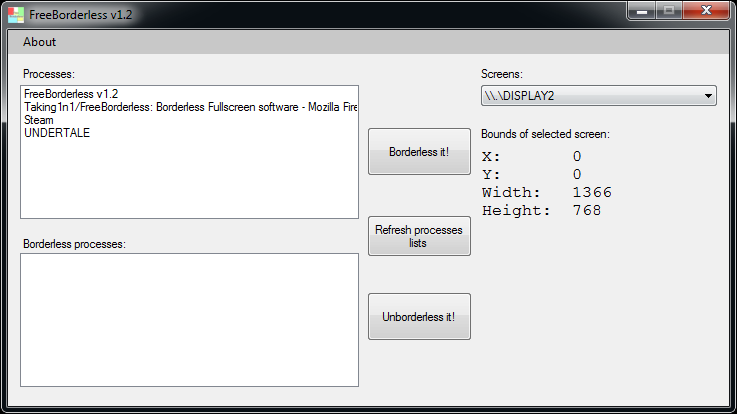 FreeBorderless v1.2
About
Processes:
FreeBorderless v1.2
Taking1n1/FreeBorderless: Borderless Fullscreen software - Mozilla Fire
Steam
UNDERTALE
Borderless processes:
Borderless it!
Refresh processes
lists
Unborderless it!
Screens:
\\.\DISPLAY2
Bounds of selected screen:
X: 0
Y: 0
Width: 1366
Height: 768